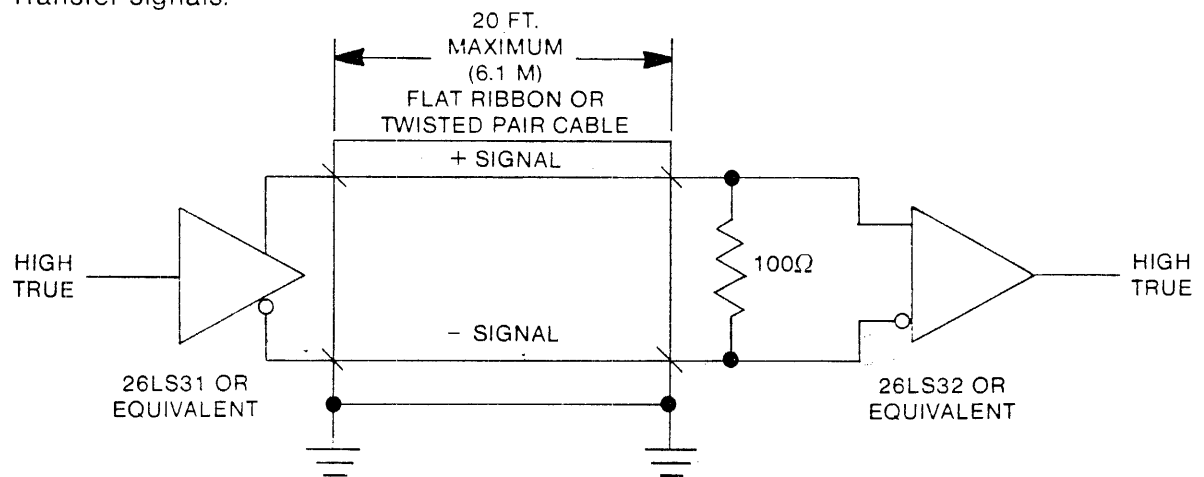 Transfer signals.
20 FT.
MAXIMUM
(6.1 M)
FLAT RIBBON OR
TWISTED PAIR CABLE
+ SIGNAL
HIGH
TRUE
100Ω
HIGH
TRUE
− SIGNAL
26LS31 OR
EQUIVALENT
26LS32 OR
EQUIVALENT